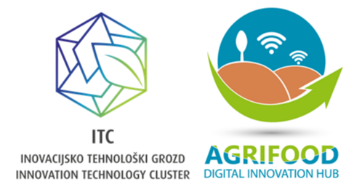 ITC
INOVACIJSKO TEHNOLOŠKI GROZD
INNOVATION TECHNOLOGY CLUSTER
AGRIFOOD
DIGITAL INNOVATION HUB